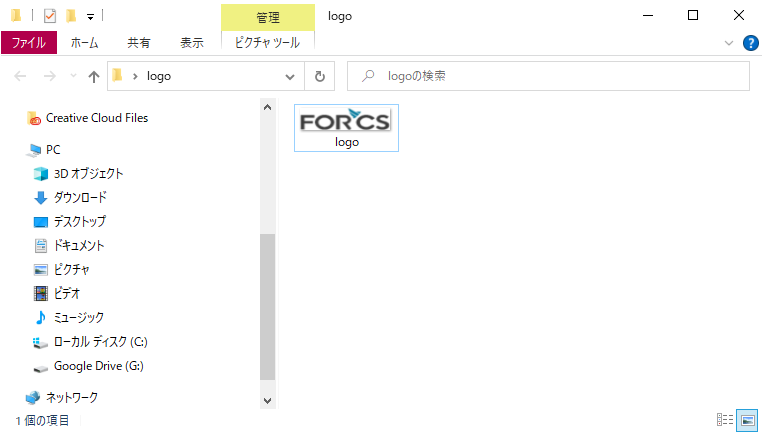 管理
logo
ファイル
ホーム
共有
表示
ピクチャ ツール
logo
logoの検索
Creative Cloud Files
PC
3D オブジェクト
ダウンロード
デスクトップ
ドキュメント
ピクチャ
ビデオ
ミュージック
ローカル ディスク (C:)
Google Drive (G:)
ネットワーク
FORCS
logo
1 個の項目